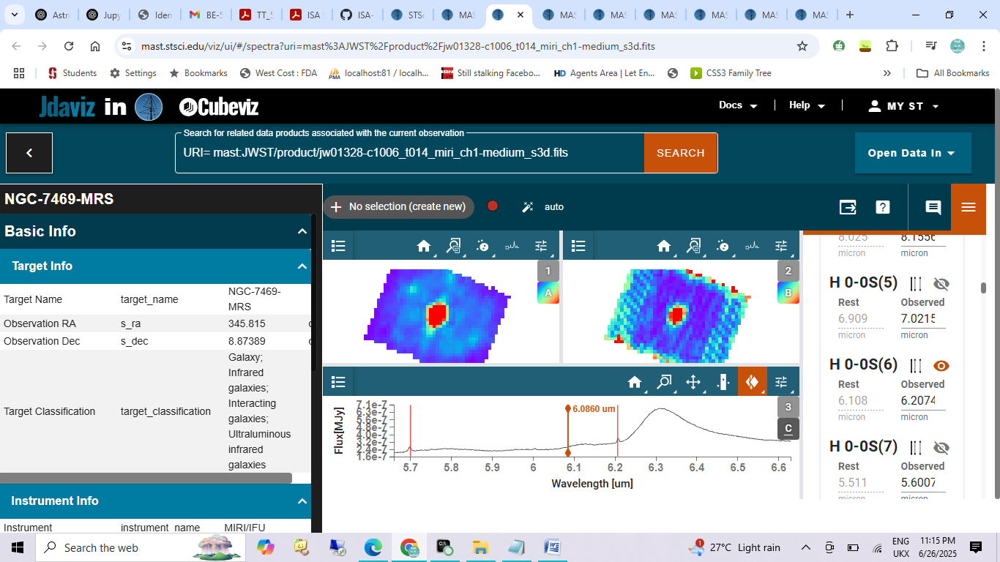 Astro
Jupy
Iden
BE-5
TT_5
ISA S
ISA-
STSc
MAS
MAS
MAS
MAS
MAS
MAS
MAS
mast.stsci.edu/viz/ui/#/spectra?uri=mast%3AJWST%2Fproduct%2Fjw01328-c1006_t014_miri_ch1-medium_s3d.fits
Students
Settings
Bookmarks
West Cost : FDA
localhost:81 / localh...
Still stalking Facebo...
HD Agents Area | Let En...
CSS3 Family Tree
»
All Bookmarks
Jdaviz in Cubeviz
Docs
Help
MY ST
Search for related data products associated with the current observation
URI= mast:JWST/product/jw01328-c1006_t014_miri_ch1-medium_s3d.fits
SEARCH
Open Data In
NGC-7469-MRS
Basic Info
Target Info
Target Name target_name NGC-7469-
MRS
Observation RA s_ra 345.815
Observation Dec s_dec 8.87389
Target Classification target_classification
Galaxy;
Infrared
galaxies;
Interacting
galaxies;
Ultraluminous
infrared
galaxies
Instrument Info
Instrument instrument_name MIRI/IFU
+ No selection (create new)
auto
1
A
2
B
3
C
Flux[MJy]
7.1e-7
6.3e-7
5.6e-7
4.8e-7
4.0e-7
3.2e-7
2.4e-7
1.6e-7
6.0860 um
5.7 5.8 5.9 6 6.1 6.2 6.3 6.4 6.5 6.6
Wavelength [um]
8.025 8.1556
micron micron
H 0-0S(5)
Rest Observed
6.909 7.0215
micron micron
H 0-0S(6)
Rest Observed
6.108 6.2074
micron micron
H 0-0S(7)
Rest Observed
5.511 5.6007
micron micron
Search the web
1
27°C Light rain
ENG
UKX
11:15 PM
6/26/2025